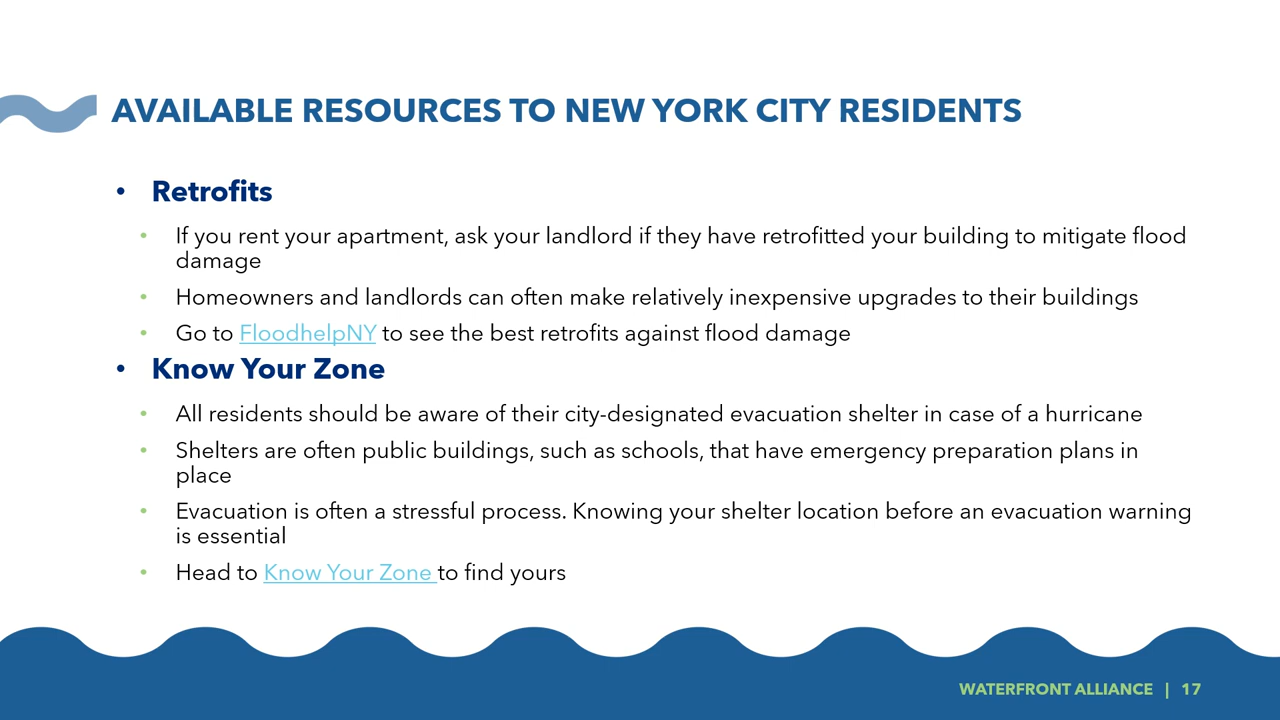 AVAILABLE RESOURCES TO NEW YORK CITY RESIDENTS
• Retrofits
• If you rent your apartment, ask your landlord if they have retrofitted your building to mitigate flood
damage
• Homeowners and landlords can often make relatively inexpensive upgrades to their buildings
• Go to FloodhelpNY to see the best retrofits against flood damage
• Know Your Zone
• All residents should be aware of their city-designated evacuation shelter in case of a hurricane
• Shelters are often public buildings, such as schools, that have emergency preparation plans in
place
• Evacuation is often a stressful process. Knowing your shelter location before an evacuation warning
is essential
• Head to Know Your Zone to find yours
WATERFRONT ALLIANCE | 17